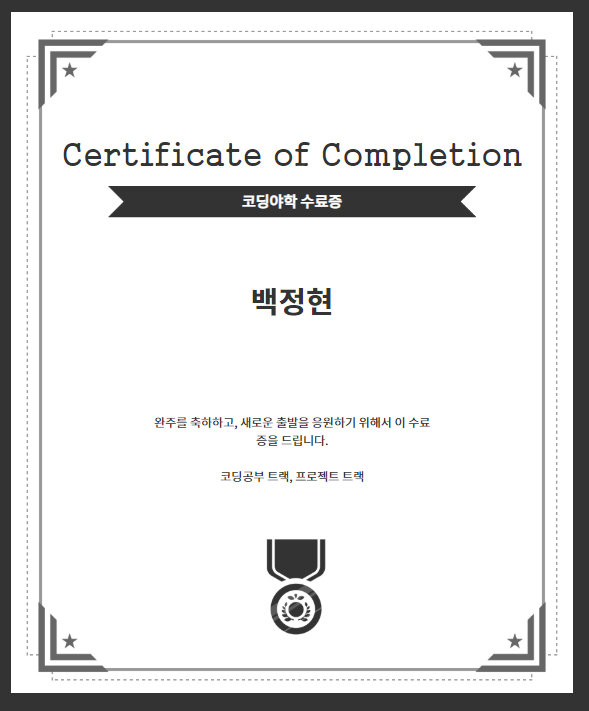 Certificate of Completion
코딩야학 수료증
백정현
완주를 축하하고, 새로운 출발을 응원하기 위해서 이 수료
증을 드립니다.
코딩공부 트랙, 프로젝트 트랙